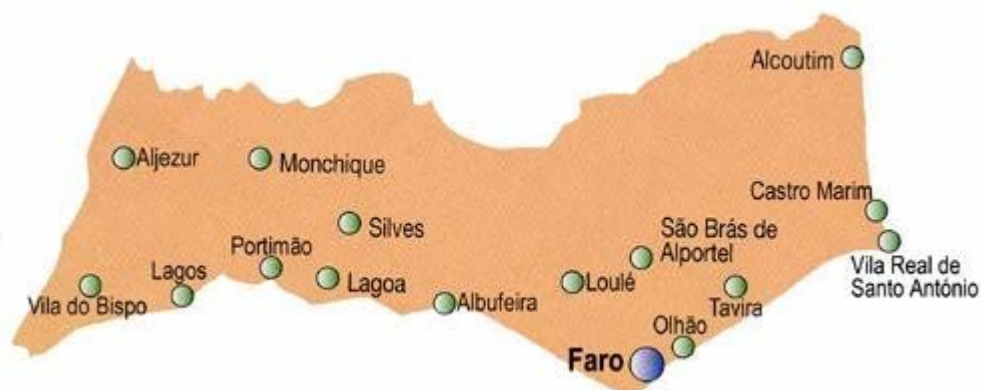 Alcoutim
Aljezur
Monchique
Castro Marim
Silves
São Brás de
Alportel
Portimão
Vila Real de
Santo António
Lagos
Lagoa
Loulé
Vila do Bispo
Albufeira
Tavira
Olhão
Faro